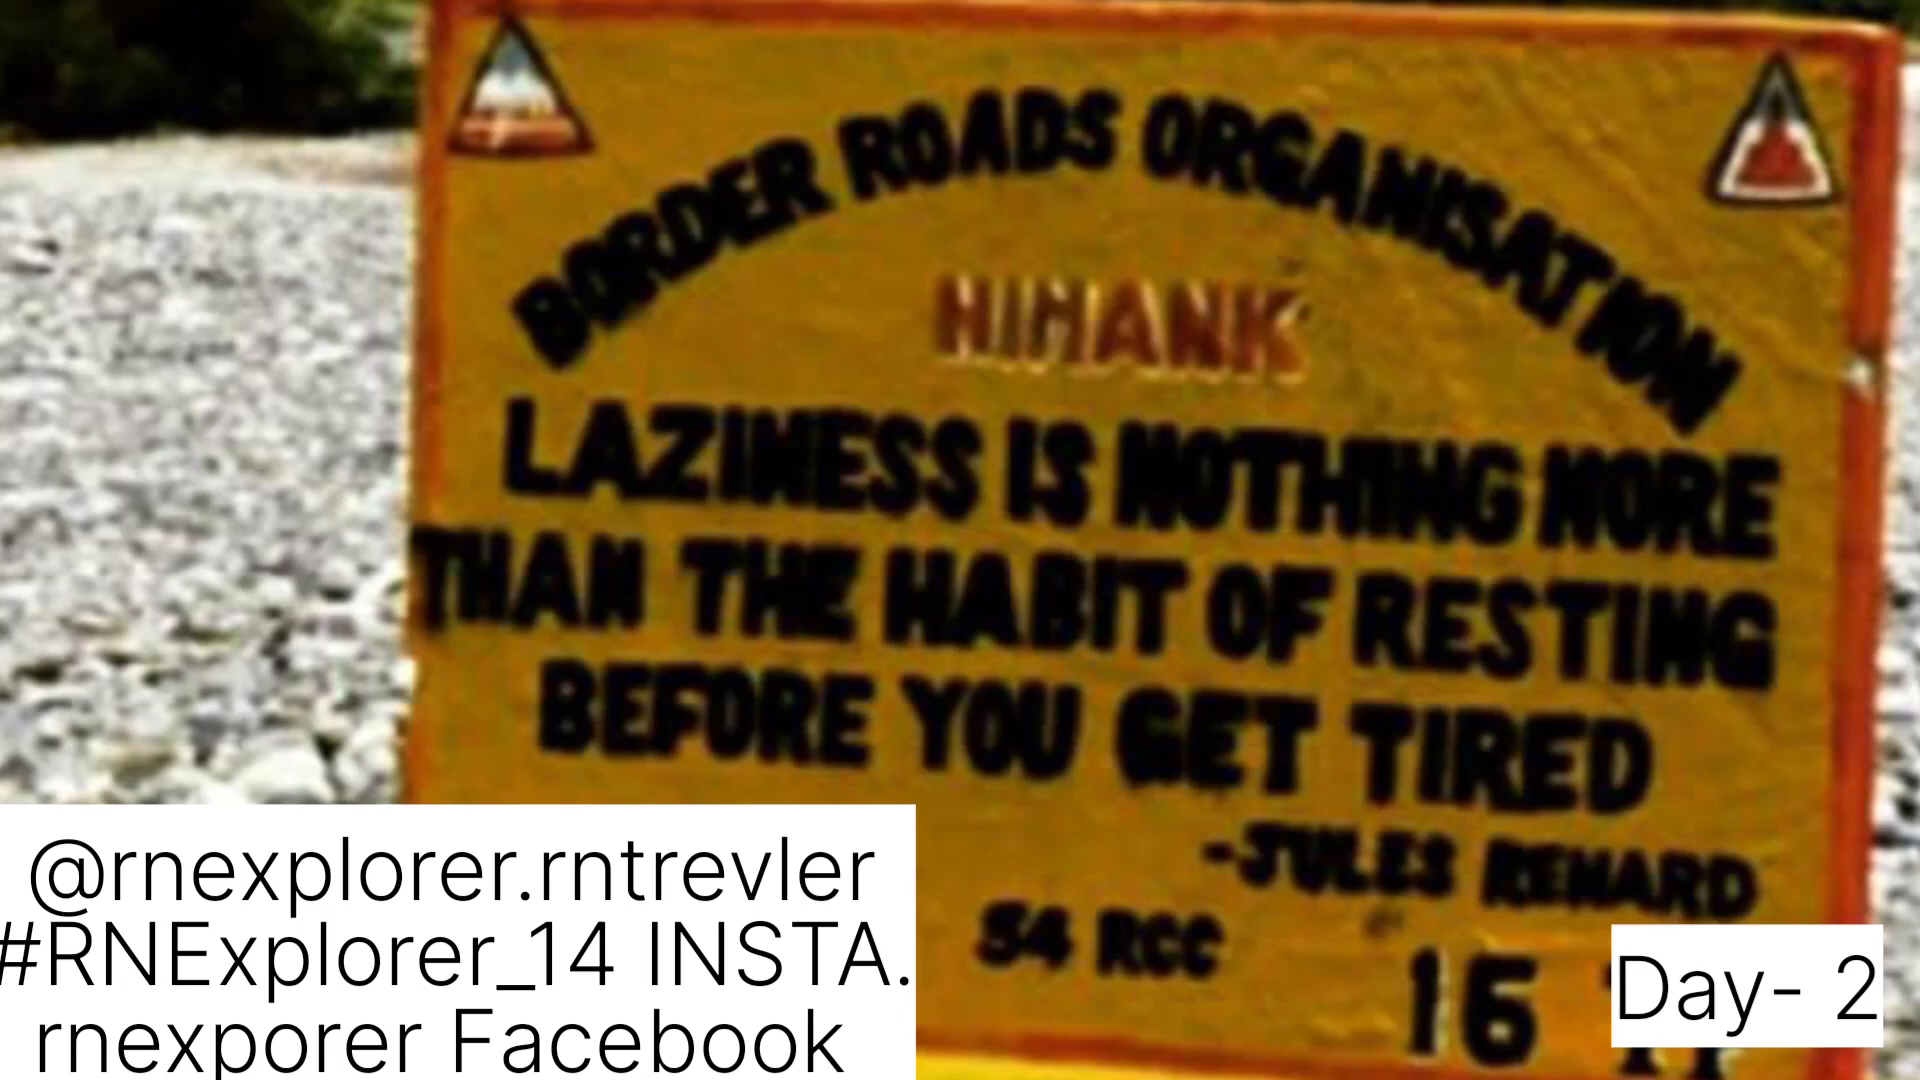 BORDER ROADS ORGANISATION
HIMANK
LAZINESS IS NOTHING MORE
THAN THE HABIT OF RESTING
BEFORE YOU GET TIRED
-JULES RENARD
54 RCC
16
@rnexplorer.rntrevler
#RNExplorer_14 INSTA.
rnexporer Facebook
Day- 2